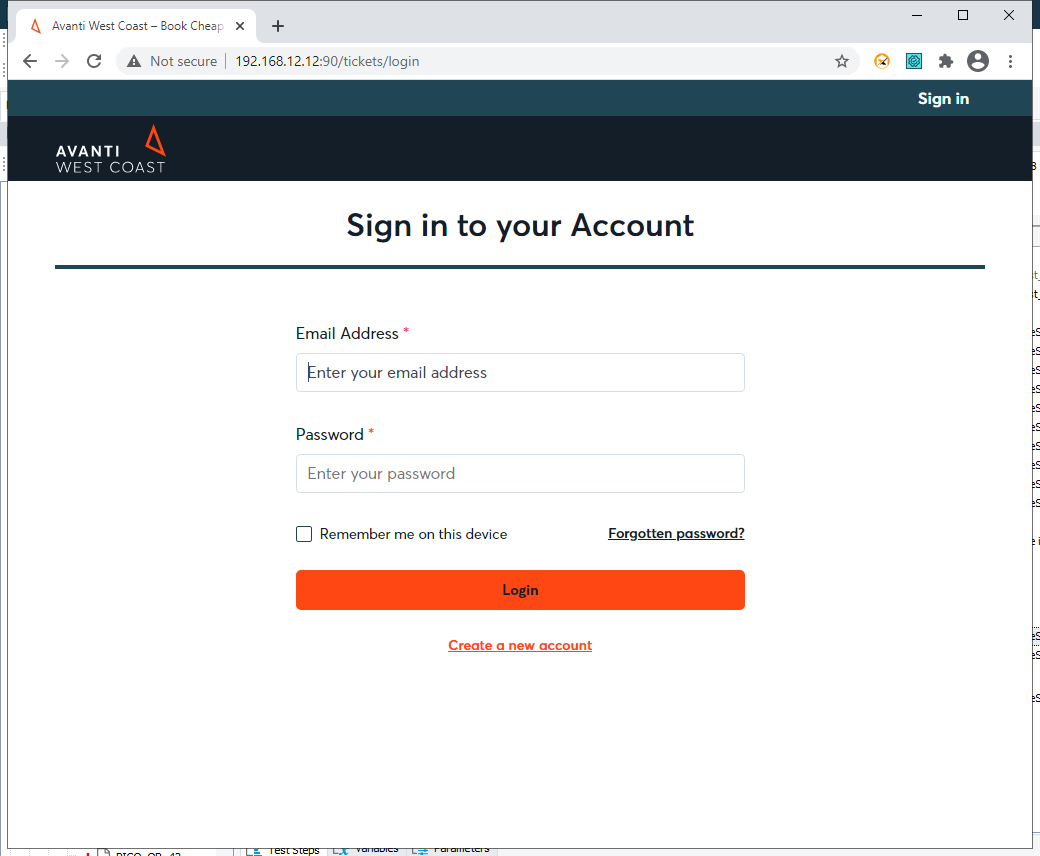 Avanti West Coast – Book Cheap
Not secure
192.168.12.12:90/tickets/login
Sign in
AVANTI
WEST COAST
Sign in to your Account
Email Address *
Enter your email address
Password *
Enter your password
Remember me on this device
Forgotten password?
Login
Create a new account
Test Steps
Variables
Parameters